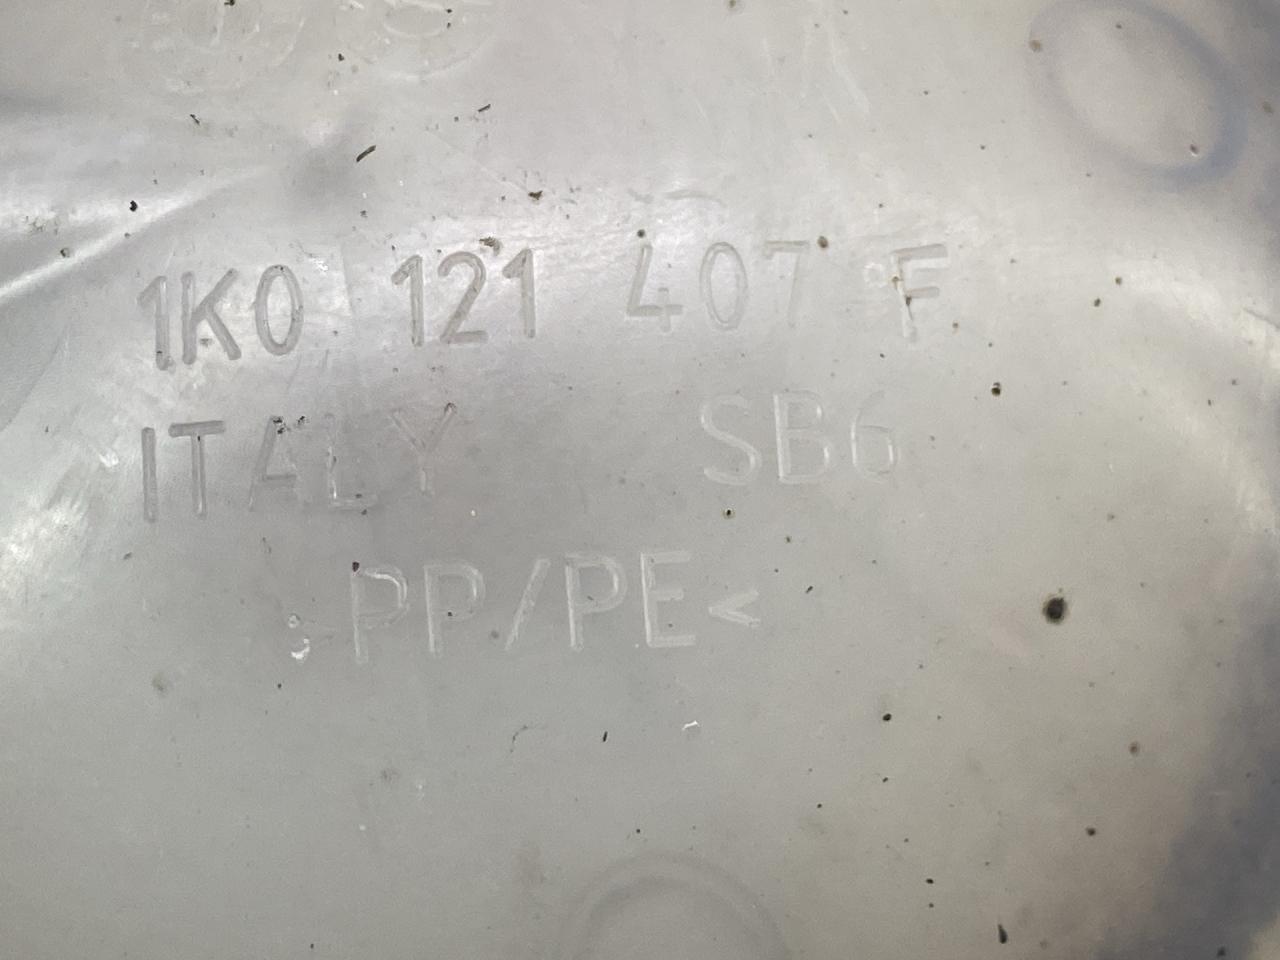 1K0 121 407 F
ITALY SB6
>PP/PE<